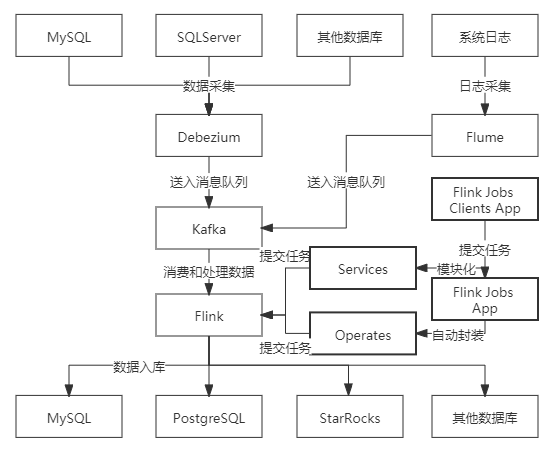 MySQL
SQLServer
其他数据库
系统日志
数据采集
日志采集
Debezium
Flume
送入消息队列
送入消息队列
Flink Jobs
Clients App
Kafka
提交任务
提交任务
消费和处理数据
Services
模块化
Flink Jobs
App
Flink
Operates
自动封装
提交任务
数据入库
MySQL
PostgreSQL
StarRocks
其他数据库